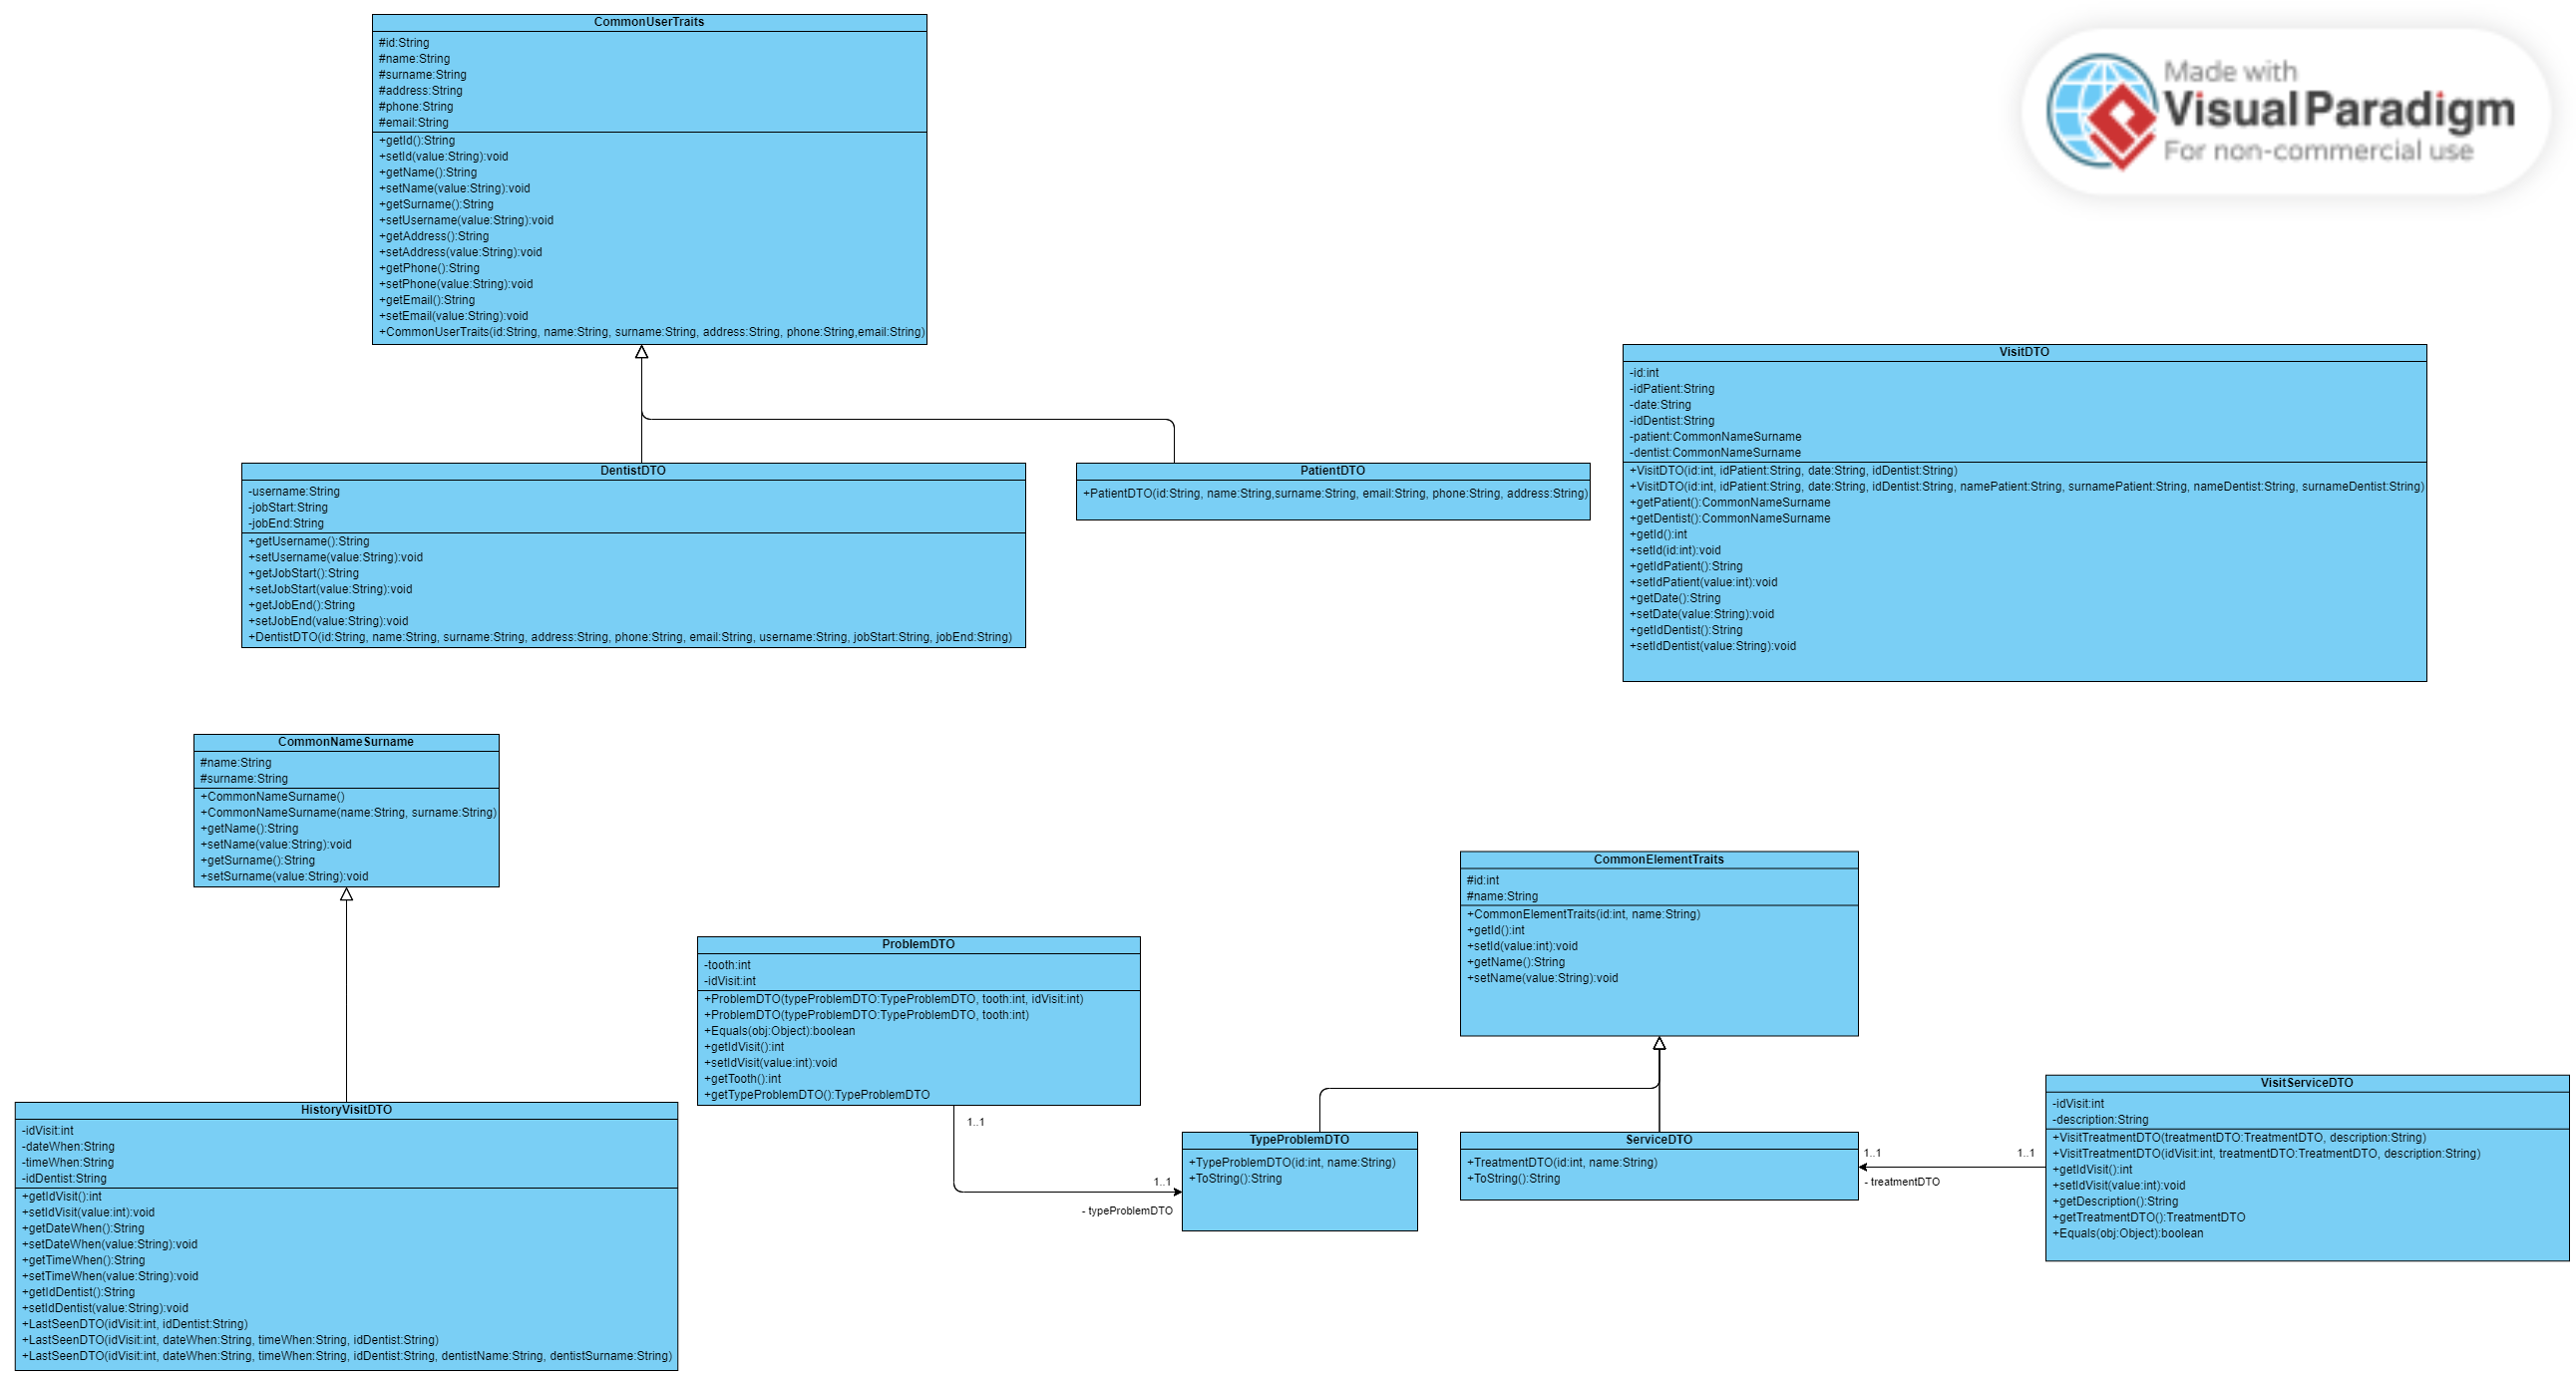 CommonUserTraits
#id:String
#name:String
#surname:String
#address:String
#phone:String
#email:String
+getId():String
+setId(value:String):void
+getName():String
+setName(value:String):void
+getSurname():String
+setUsername(value:String):void
+getAddress():String
+setAddress(value:String):void
+getPhone():String
+setPhone(value:String):void
+getEmail():String
+setEmail(value:String):void
+CommonUserTraits(id:String, name:String, surname:String, address:String, phone:String,email:String)
Made with
Visual Paradigm
For non-commercial use
DentistDTO
-username:String
-jobStart:String
-jobEnd:String
+getUsername():String
+setUsername(value:String):void
+getJobStart():String
+setJobStart(value:String):void
+getJobEnd():String
+setJobEnd(value:String):void
+DentistDTO(id:String, name:String, surname:String, address:String, phone:String, email:String, username:String, jobStart:String, jobEnd:String)
PatientDTO
+PatientDTO(id:String, name:String,surname:String, email:String, phone:String, address:String)
VisitDTO
-id:int
-idPatient:String
-date:String
-idDentist:String
-patient:CommonNameSurname
-dentist:CommonNameSurname
+VisitDTO(id:int, idPatient:String, date:String, idDentist:String)
+VisitDTO(id:int, idPatient:String, date:String, idDentist:String, namePatient:String, surnamePatient:String, nameDentist:String, surnameDentist:String)
+getPatient():CommonNameSurname
+getDentist():CommonNameSurname
+getId():int
+setId(id:int):void
+getIdPatient():String
+setIdPatient(value:int):void
+getDate():String
+setDate(value:String):void
+getIdDentist():String
+setIdDentist(value:String):void
CommonNameSurname
#name:String
#surname:String
+CommonNameSurname()
+CommonNameSurname(name:String, surname:String)
+getName():String
+setName(value:String):void
+getSurname():String
+setSurname(value:String):void
HistoryVisitDTO
-idVisit:int
-dateWhen:String
-timeWhen:String
-idDentist:String
+getIdVisit():int
+setIdVisit(value:int):void
+getDateWhen():String
+setDateWhen(value:String):void
+getTimeWhen():String
+setTimeWhen(value:String):void
+getIdDentist():String
+setIdDentist(value:String):void
+LastSeenDTO(idVisit:int, idDentist:String)
+LastSeenDTO(idVisit:int, dateWhen:String, timeWhen:String, idDentist:String)
+LastSeenDTO(idVisit:int, dateWhen:String, timeWhen:String, idDentist:String, dentistName:String, dentistSurname:String)
ProblemDTO
-tooth:int
-idVisit:int
+ProblemDTO(typeProblemDTO:TypeProblemDTO, tooth:int, idVisit:int)
+ProblemDTO(typeProblemDTO:TypeProblemDTO, tooth:int)
+Equals(obj:Object):boolean
+getIdVisit():int
+setIdVisit(value:int):void
+getTooth():int
+getTypeProblemDTO():TypeProblemDTO
1..1
1..1
- typeProblemDTO
CommonElementTraits
#id:int
#name:String
+CommonElementTraits(id:int, name:String)
+getId():int
+setId(value:int):void
+getName():String
+setName(value:String):void
TypeProblemDTO
+TypeProblemDTO(id:int, name:String)
+ToString():String
ServiceDTO
+TreatmentDTO(id:int, name:String)
+ToString():String
1..1
1..1
- treatmentDTO
VisitServiceDTO
-idVisit:int
-description:String
+VisitTreatmentDTO(treatmentDTO:TreatmentDTO, description:String)
+VisitTreatmentDTO(idVisit:int, treatmentDTO:TreatmentDTO, description:String)
+getIdVisit():int
+setIdVisit(value:int):void
+getDescription():String
+getTreatmentDTO():TreatmentDTO
+Equals(obj:Object):boolean